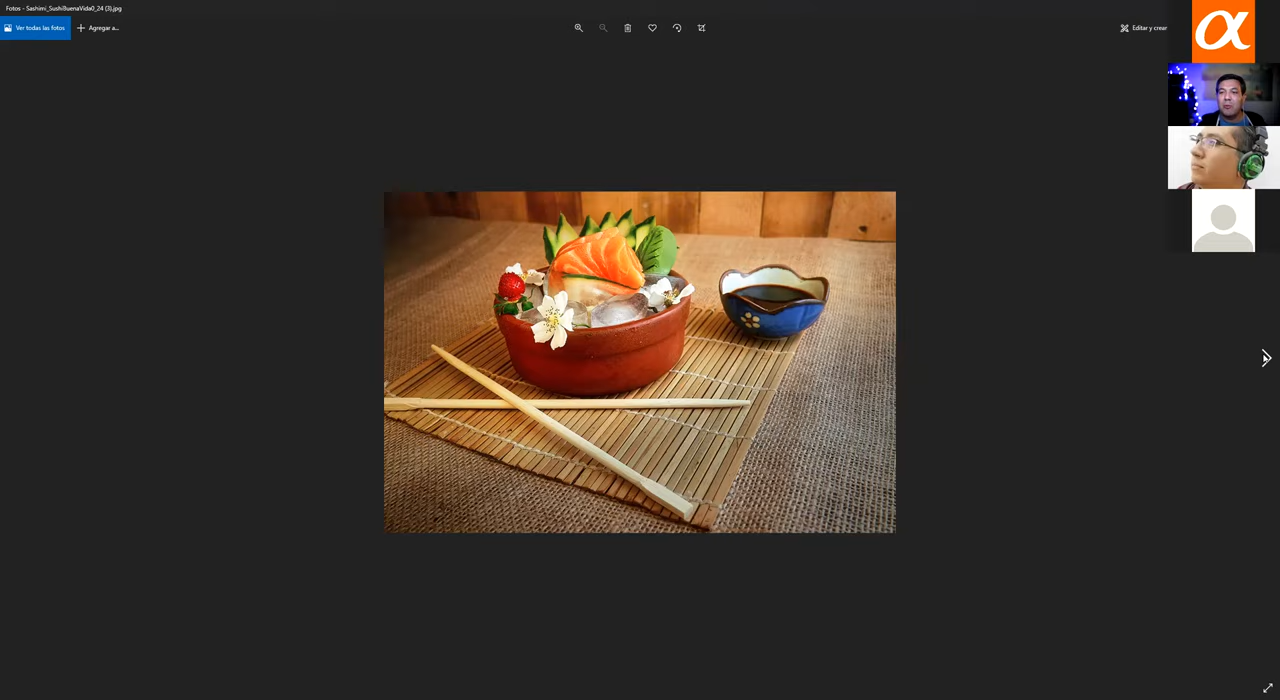 Fotos - Sashimi_SushiBuenaVida0_24 (3).jpg
Ver todas las fotos
Agregar a...
Editar y crear
α